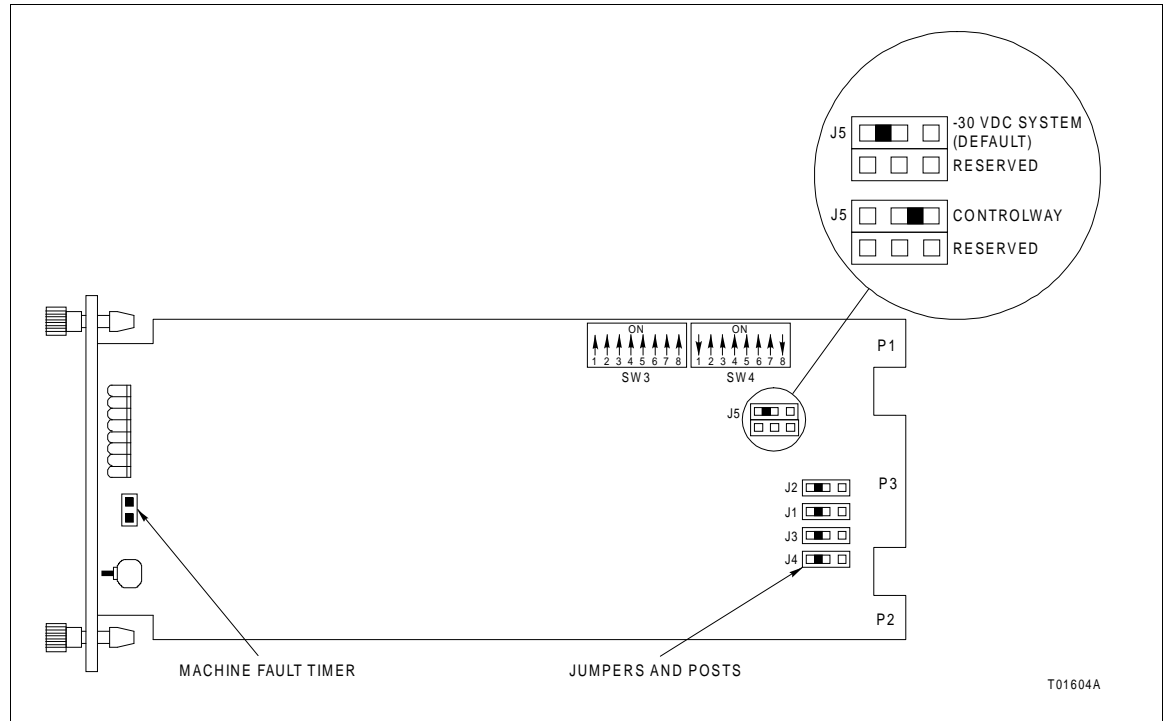 J5
-30 VDC SYSTEM
(DEFAULT)
RESERVED
J5
CONTROLWAY
RESERVED
ON
1 2 3 4 5 6 7 8
SW3
ON
1 2 3 4 5 6 7 8
SW4
P1
J5
P3
J2
J1
J3
J4
P2
MACHINE FAULT TIMER
JUMPERS AND POSTS
T01604A